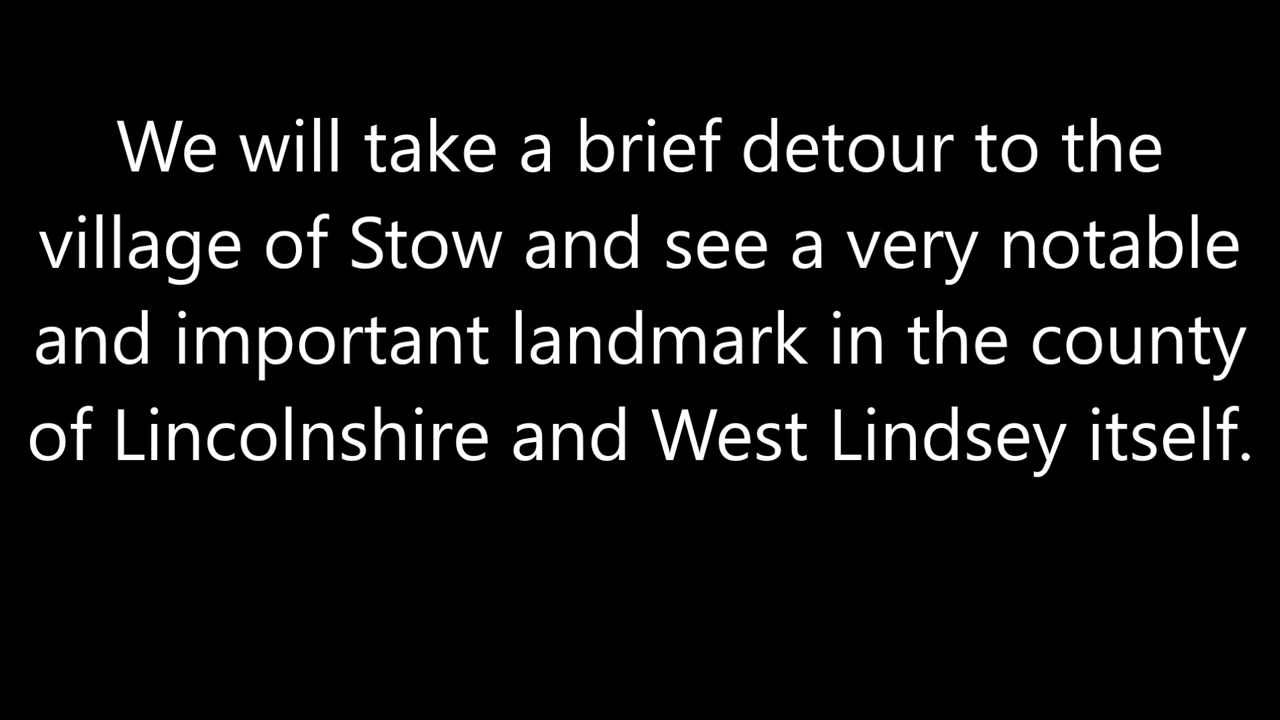 We will take a brief detour to the
village of Stow and see a very notable
and important landmark in the county
of Lincolnshire and West Lindsey itself.